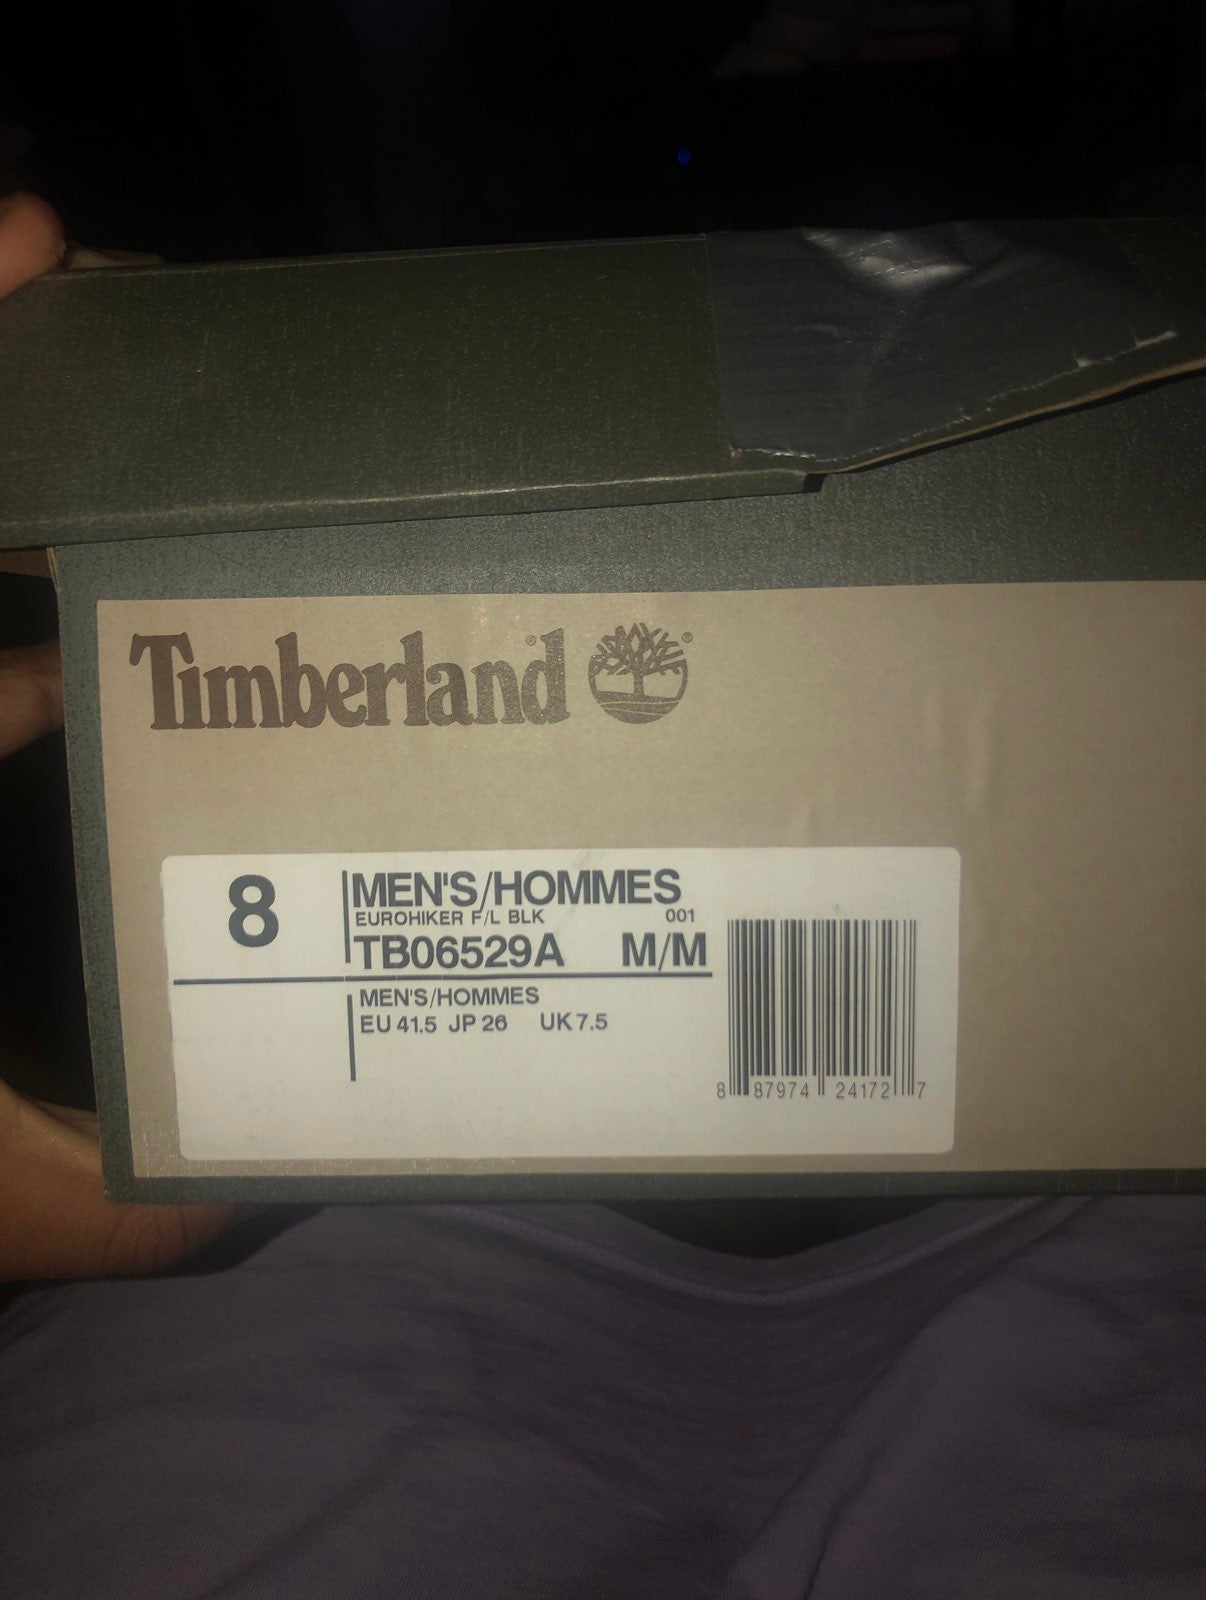 Timberland®®
8
MEN'S/HOMMES
EUROHIKER F/L BLK 001
TB06529A M/M
MEN'S/HOMMES
EU 41.5 JP 26 UK 7.5
8 87974 24172 7